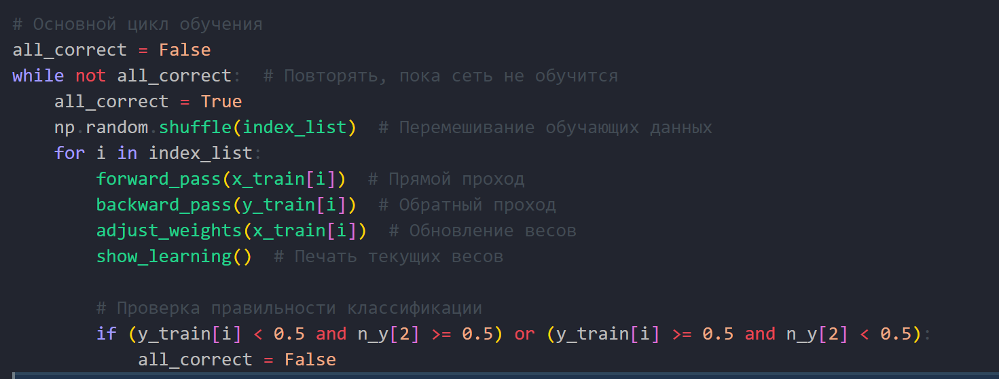 # Основной цикл обучения
all_correct = False
while not all_correct:  # Повторять, пока сеть не обучится
    all_correct = True
    np.random.shuffle(index_list)  # Перемешивание обучающих данных
    for i in index_list:
        forward_pass(x_train[i])  # Прямой проход
        backward_pass(y_train[i])  # Обратный проход
        adjust_weights(x_train[i])  # Обновление весов
        show_learning()  # Печать текущих весов

        # Проверка правильности классификации
        if (y_train[i] < 0.5 and n_y[2] >= 0.5) or (y_train[i] >= 0.5 and n_y[2] < 0.5):
            all_correct = False